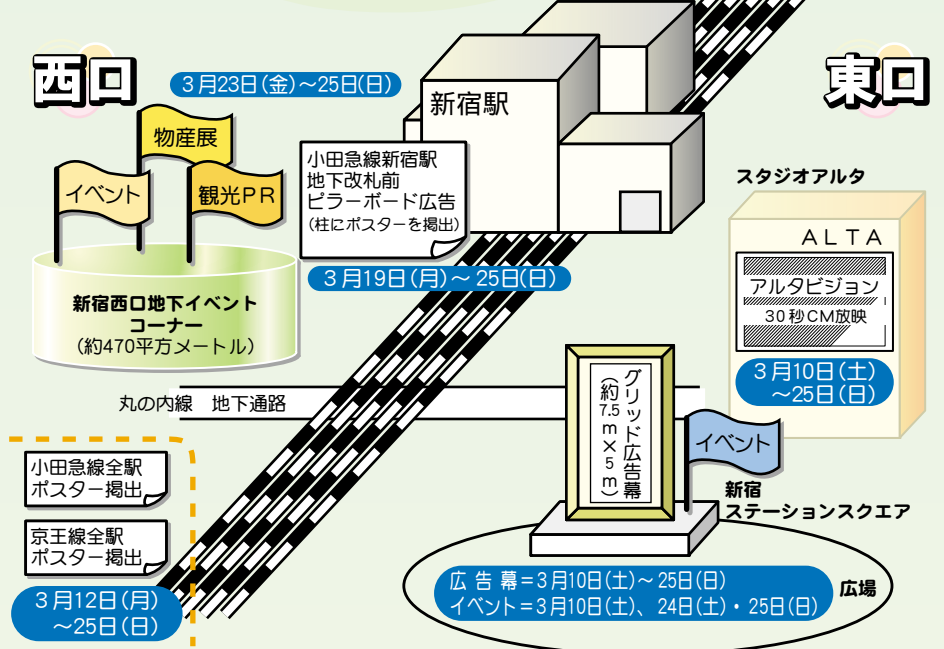 西口
3月23日(金)～25日(日)
物産展
イベント
観光PR
新宿西口地下イベント
コーナー
(約470平方メートル)
新宿駅
小田急線新宿駅
地下改札前
ピラーボード広告
(柱にポスターを掲出)
3月19日(月)～25日(日)
東口
スタジオアルタ
ALTA
アルタビジョン
30秒CM放映
3月10日(土)
～25日(日)
丸の内線 地下通路
グリッド広告幕
(約7.5m×5m)
イベント
新宿
ステーションスクエア
小田急線全駅
ポスター掲出
京王線全駅
ポスター掲出
3月12日(月)
～25日(日)
広告幕=3月10日(土)～25日(日)
イベント=3月10日(土)、24日(土)・25日(日)
広場